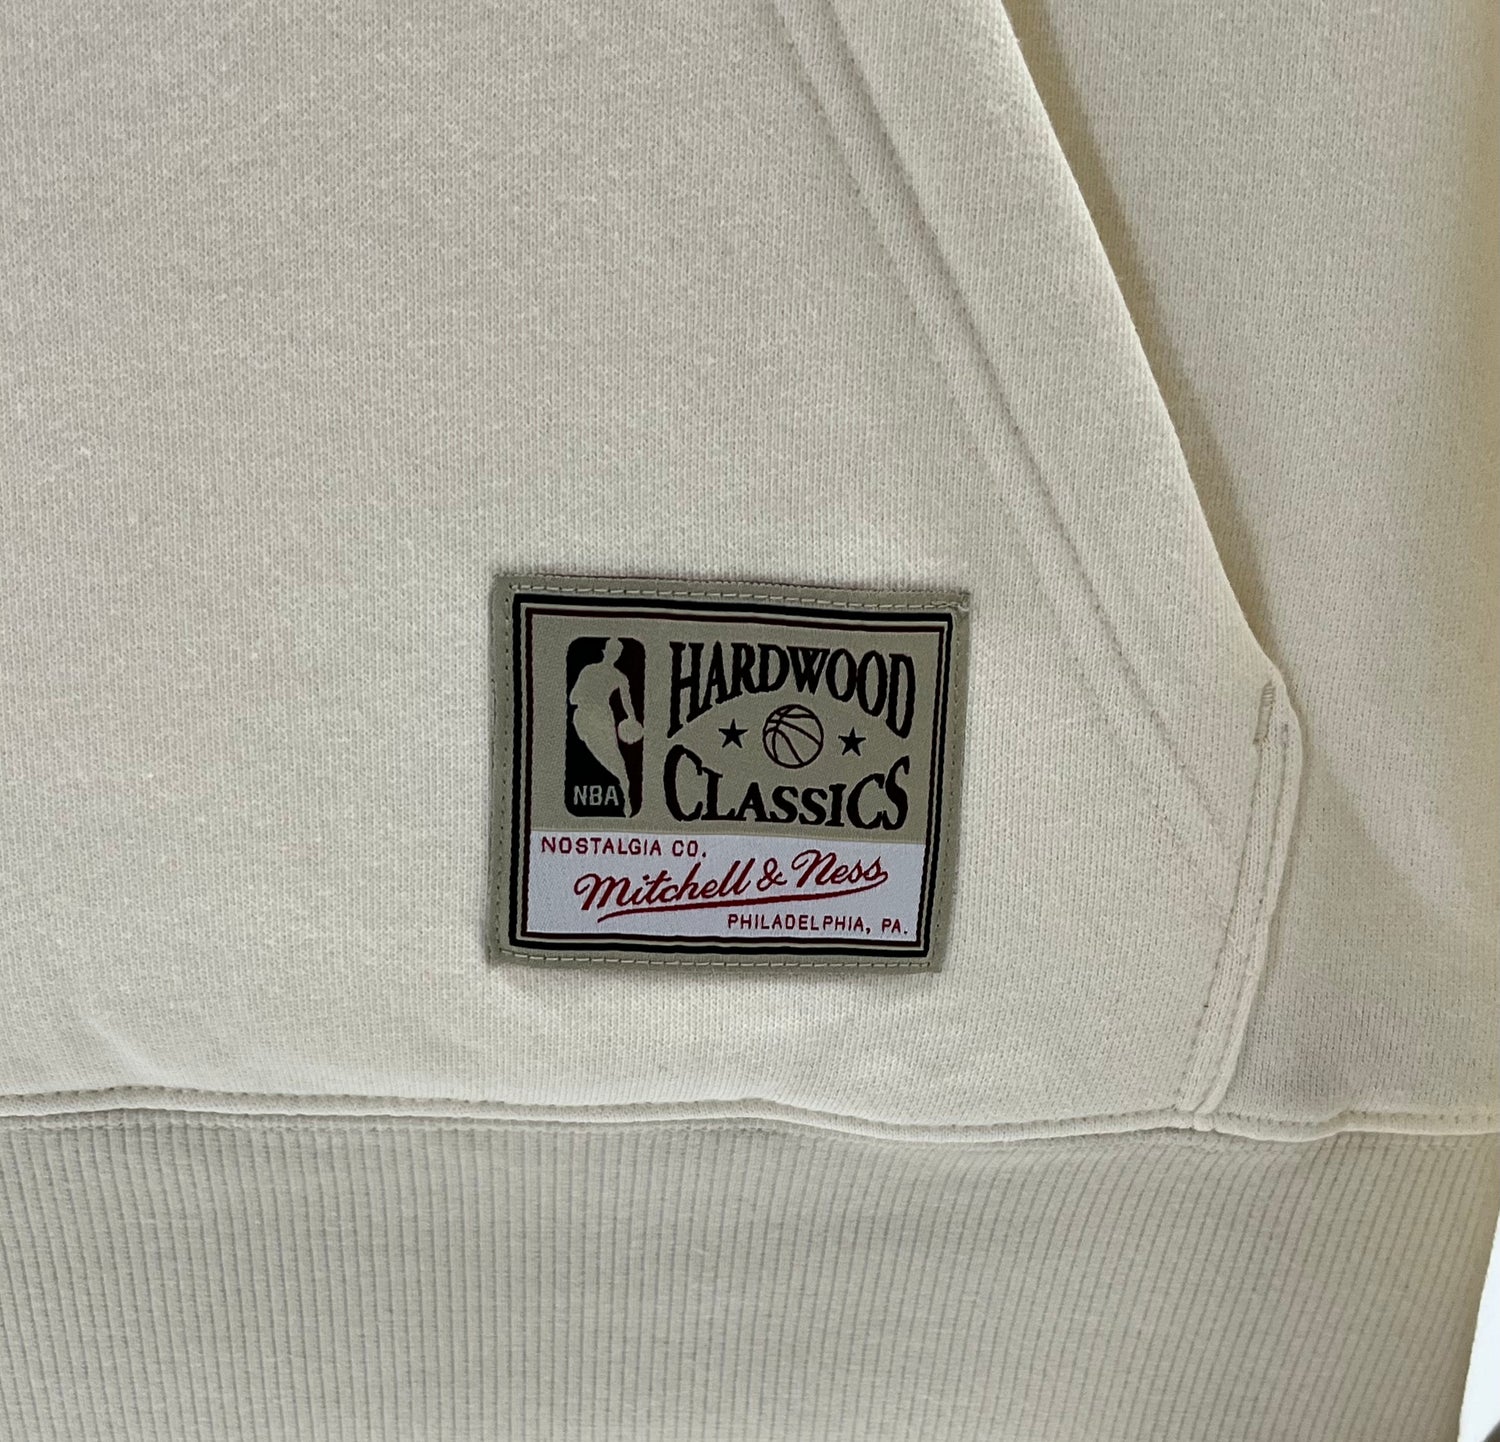 HARDWOOD
CLASSICS
NBA
NOSTALGIA CO.
Mitchell & Ness
PHILADELPHIA, PA.